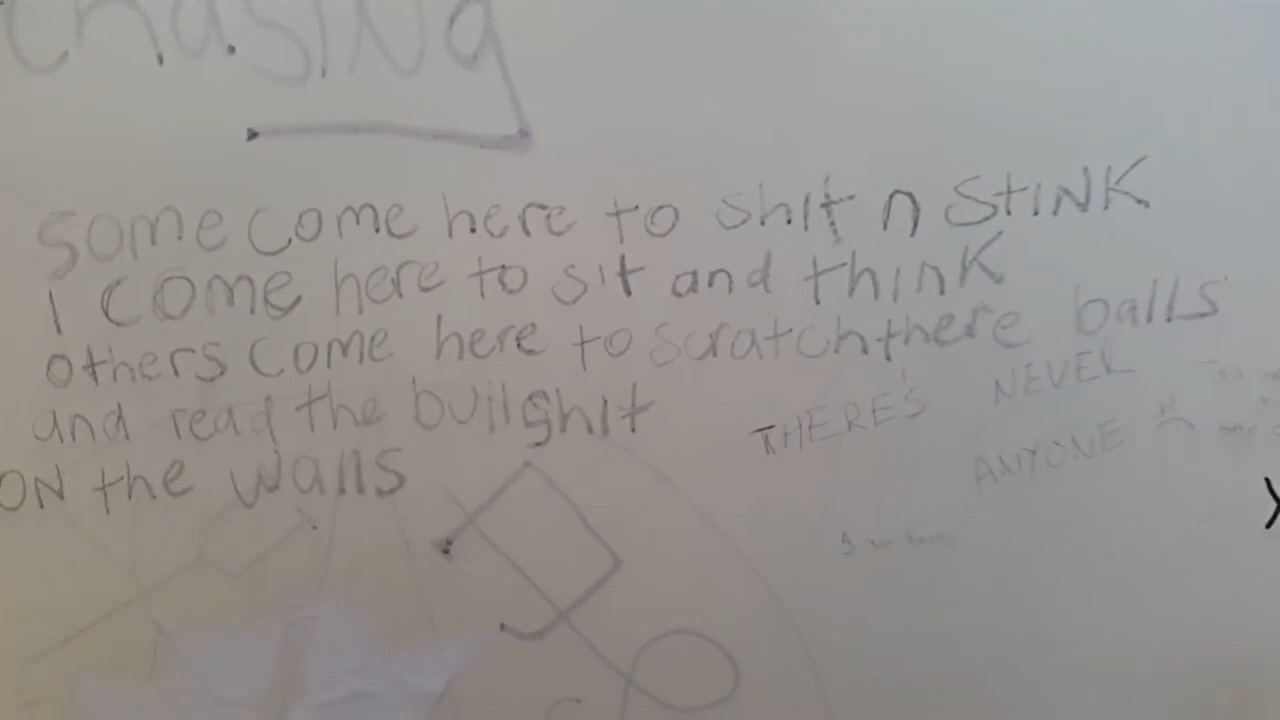 chasing
some come here to shit n STINK
I come here to sit and think
others come here to scratch there balls
and read the bullshit
ON the walls
THERE'S NEVER
ANYONE :(